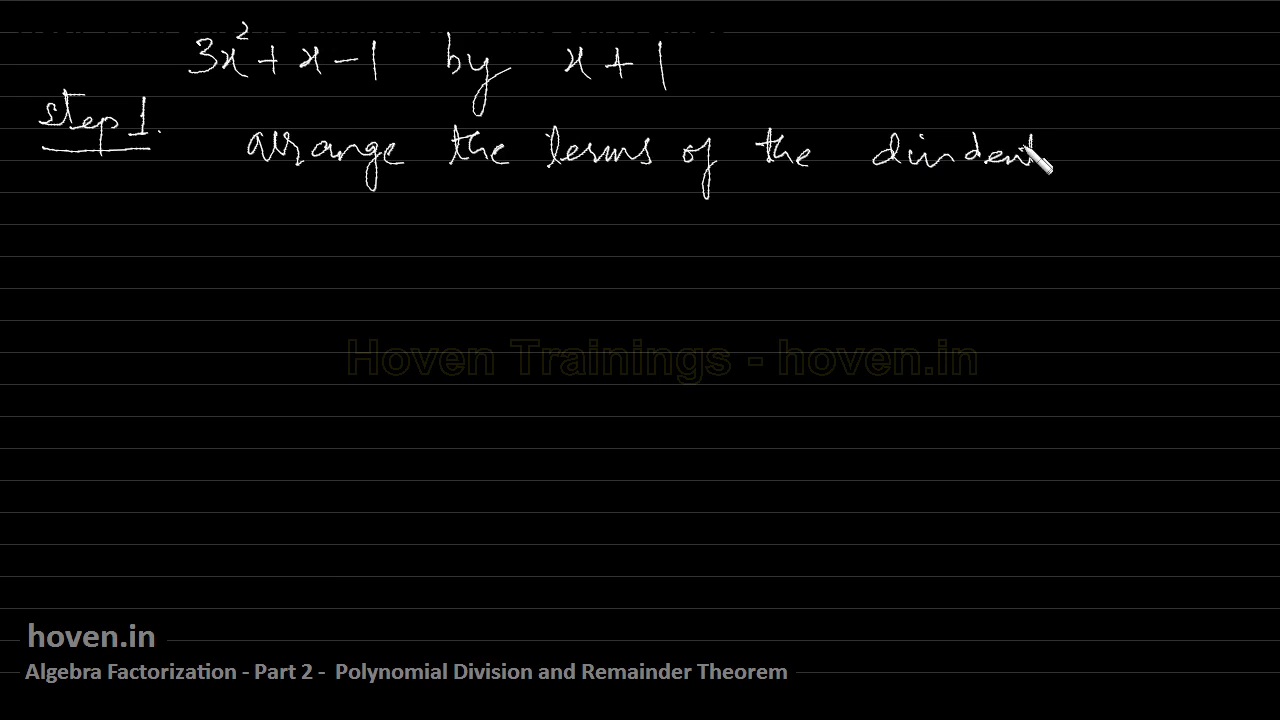 3x² + x - 1 by x + 1
Step 1. arrange the terms of the dividend
Hoven Trainings - hoven.in
hoven.in
Algebra Factorization - Part 2 - Polynomial Division and Remainder Theorem